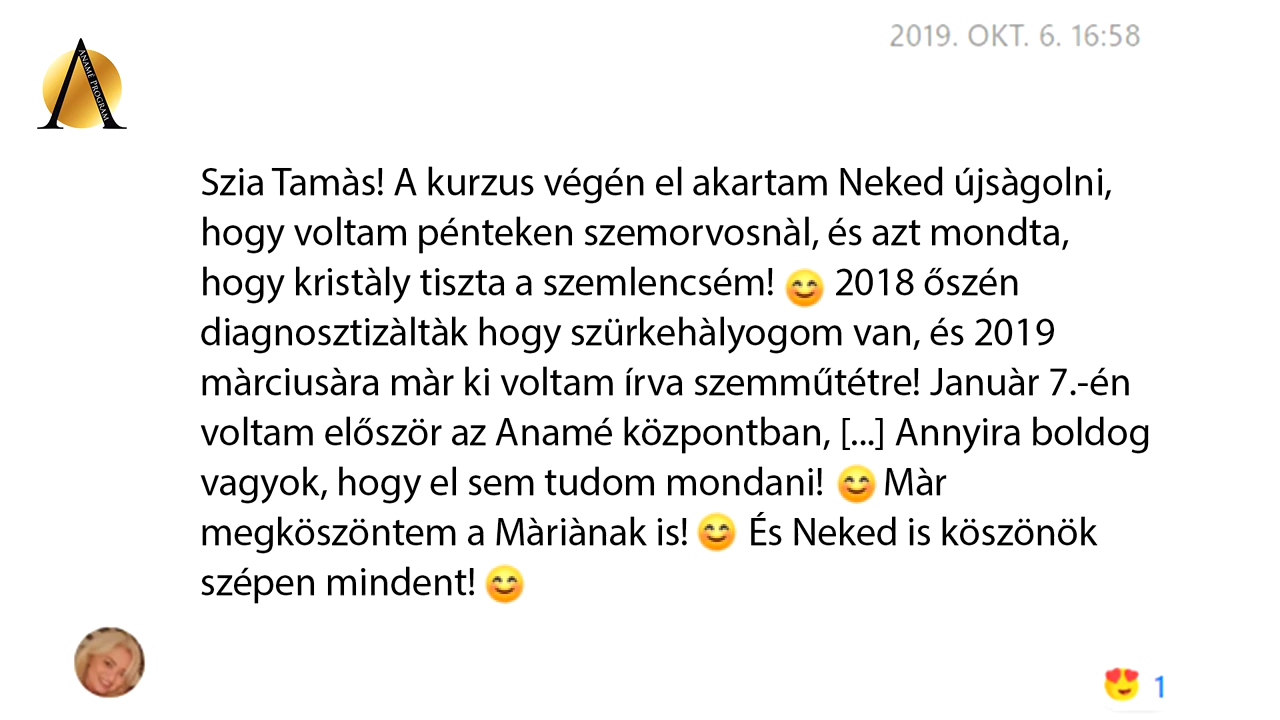 2019. OKT. 6. 16:58
ANAMÉ PROGRAM
Szia Tamàs! A kurzus végén el akartam Neked újsàgolni,
hogy voltam pénteken szemorvosnàl, és azt mondta,
hogy kristàly tiszta a szemlencsém! 😊 2018 őszén
diagnosztizàltàk hogy szürkehàlyogom van, és 2019
màrciusàra màr ki voltam írva szemműtétre! Januàr 7.-én
voltam először az Anamé központban, [...] Annyira boldog
vagyok, hogy el sem tudom mondani! 😊 Màr
megköszöntem a Màriànak is! 😊 És Neked is köszönök
szépen mindent! 😊
😍 1